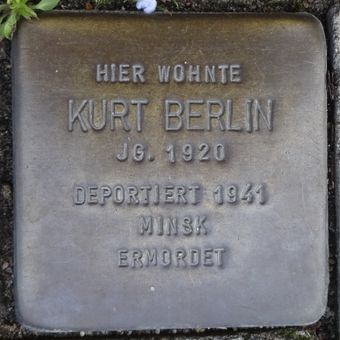 HIER WOHNTE
KURT BERLIN
JG. 1920
DEPORTIERT 1941
MINSK
ERMORDET